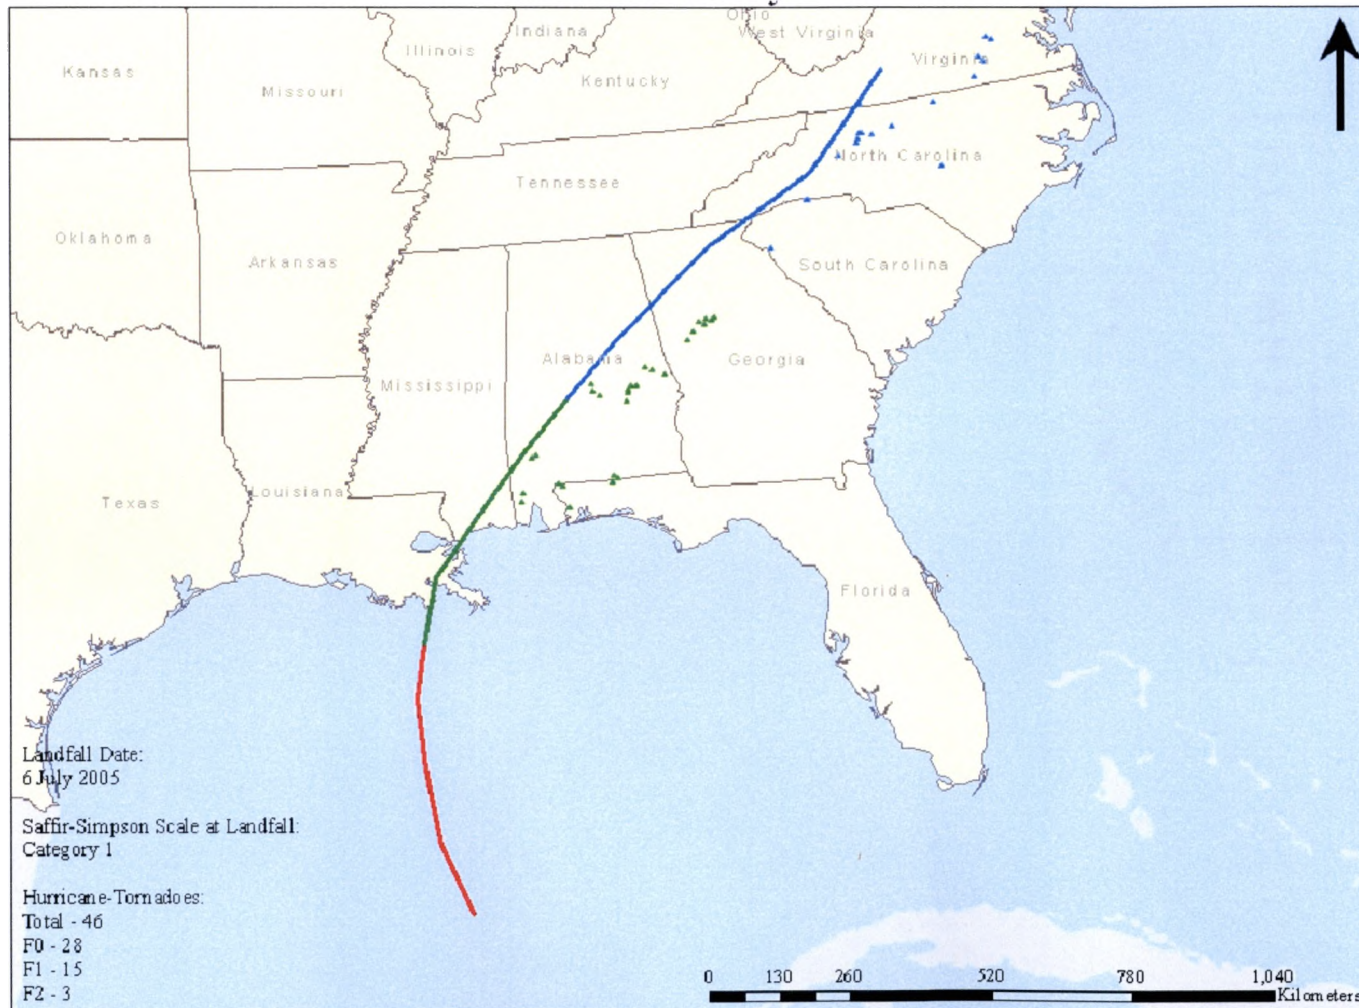 Ohio
West Virginia
Indiana
Illinois
Virginia
Kansas
Kentucky
Missouri
North Carolina
Tennessee
Oklahoma
Arkansas
South Carolina
Alabama
Georgia
Mississippi
Louisiana
Texas
Florida
Landfall Date:
6 July 2005
Saffir-Simpson Scale at Landfall:
Category 1
Hurricane-Tornadoes:
Total - 46
F0 - 28
F1 - 15
F2 - 3
0 130 260 520 780 1,040
Kilometers